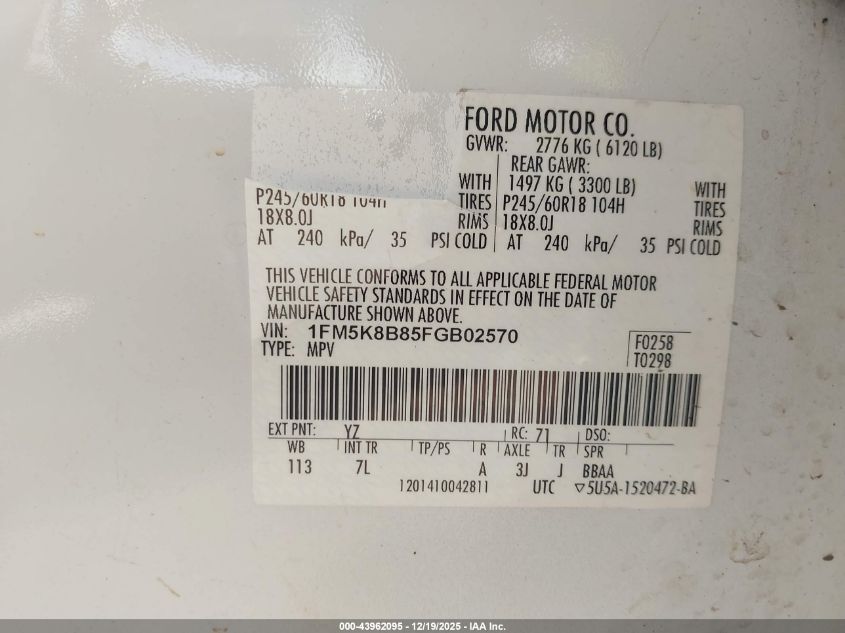 FORD MOTOR CO.
GVWR: 2776 KG ( 6120 LB)
REAR GAWR:
WITH 1497 KG ( 3300 LB) WITH
P245/60R18 104H TIRES P245/60R18 104H TIRES
18X8.0J RIMS 18X8.0J RIMS
AT 240 kPa/ 35 PSI COLD AT 240 kPa/ 35 PSI COLD
THIS VEHICLE CONFORMS TO ALL APPLICABLE FEDERAL MOTOR
VEHICLE SAFETY STANDARDS IN EFFECT ON THE DATE OF
MANUFACTURE SHOWN ABOVE.
VIN: 1FM5K8B85FGB02570
TYPE: MPV
F0258
T0298
EXT PNT: YZ RC: 71 DSO:
WB INT TR TP/PS R AXLE TR SPR
113 7L A 3J J BBAA
1201410042811 UTC ▽5U5A-1520472-BA
000-43962095 - 12/19/2025 - IAA Inc.